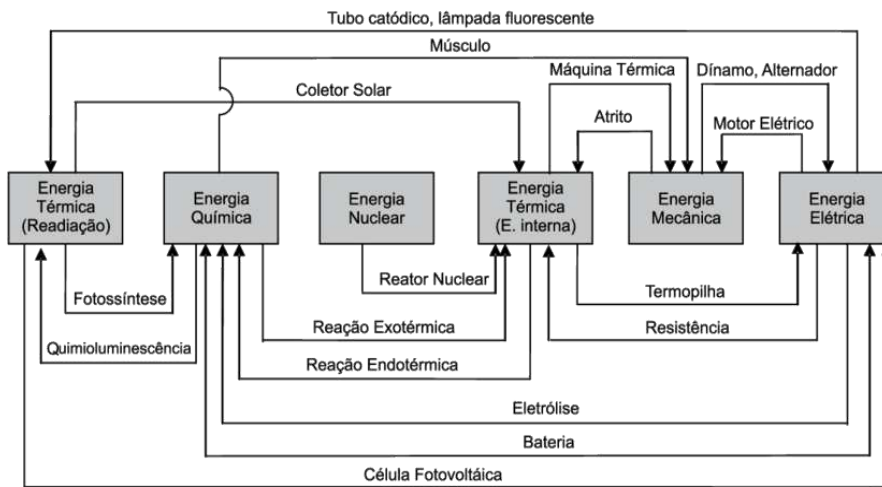 Tubo catódico, lâmpada fluorescente
Músculo
Máquina Térmica
Dínamo, Alternador
Coletor Solar
Atrito
Motor Elétrico
Energia
Térmica
(Readiação)
Energia
Química
Energia
Nuclear
Energia
Térmica
(E. interna)
Energia
Mecânica
Energia
Elétrica
Reator Nuclear
Termopilha
Fotossíntese
Reação Exotérmica
Resistência
Quimioluminescência
Reação Endotérmica
Eletrólise
Bateria
Célula Fotovoltáica